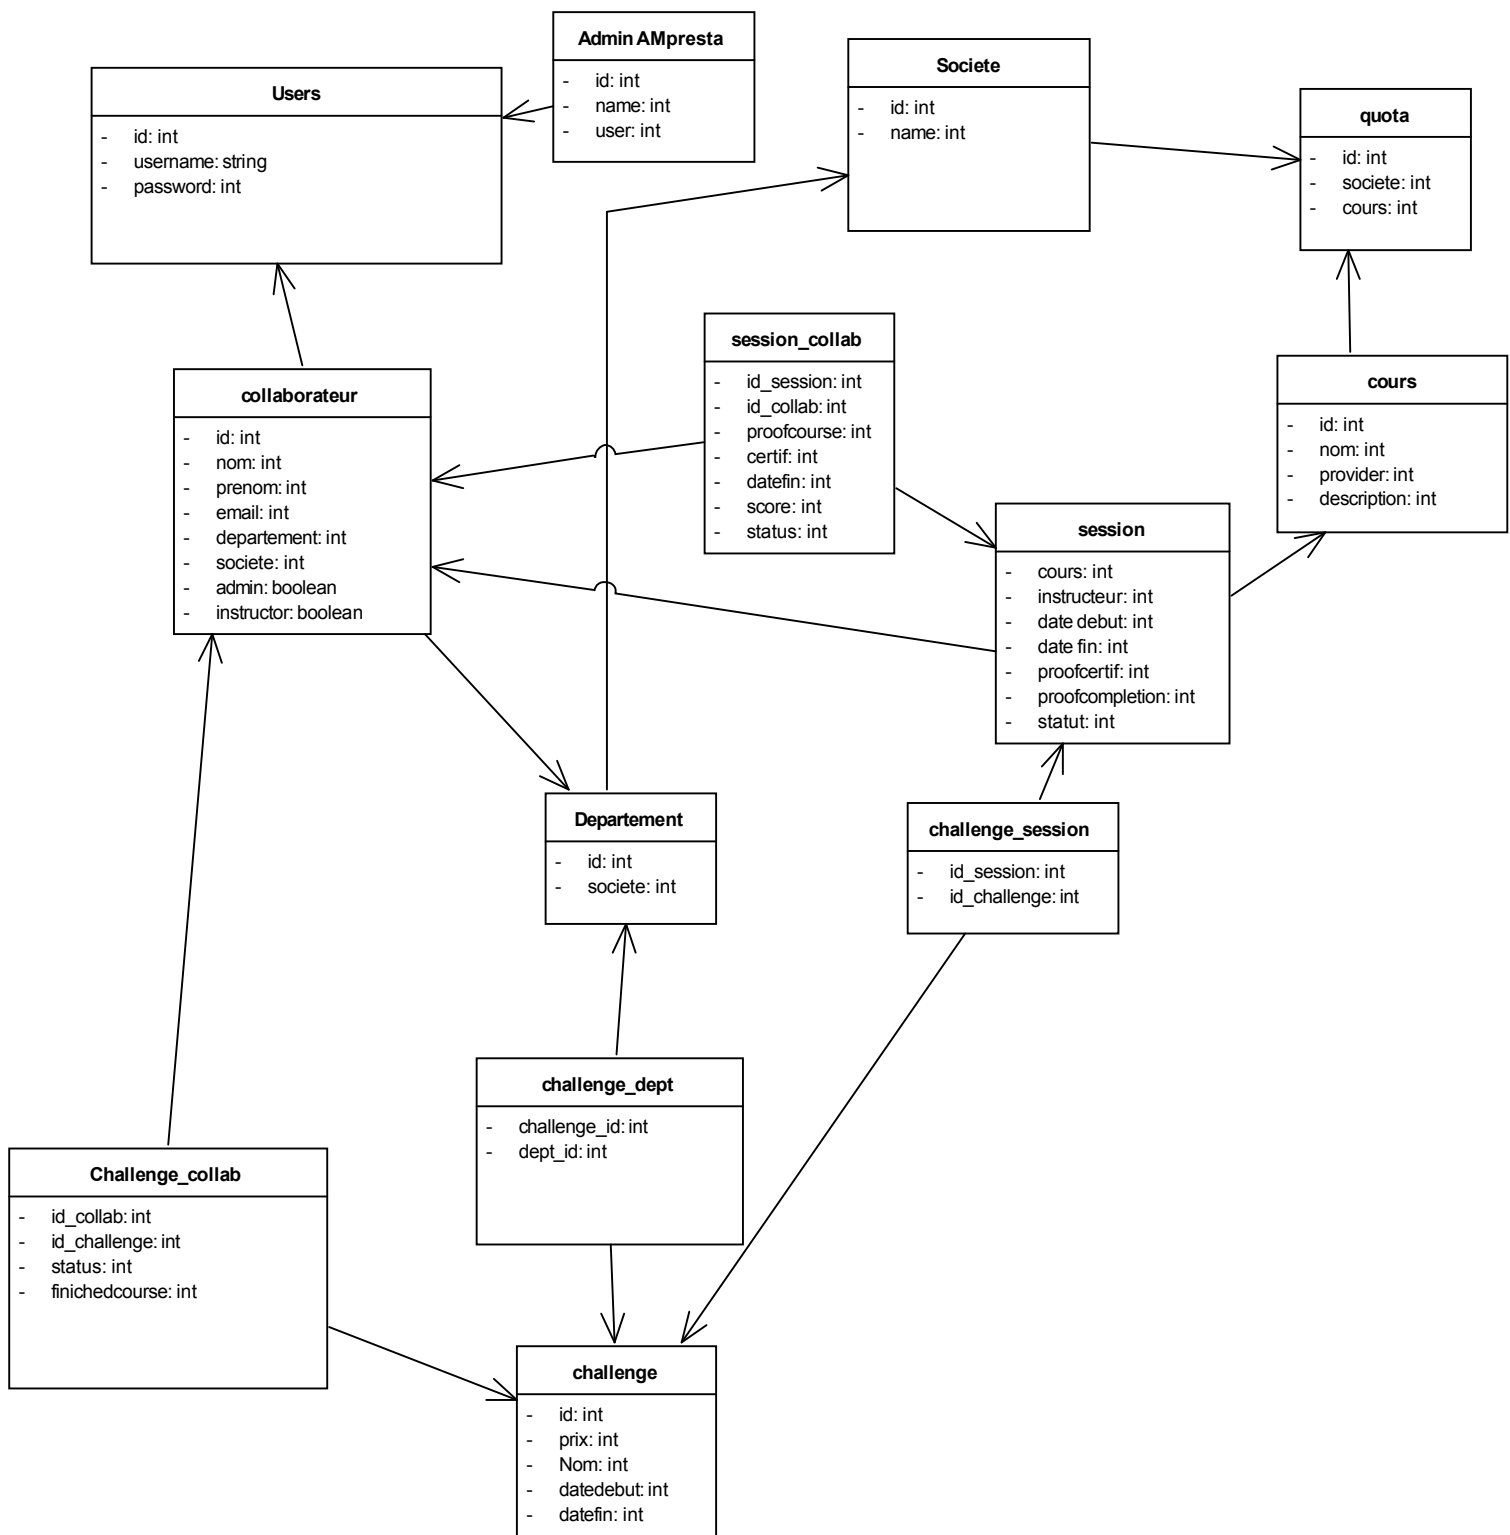 Admin AMpresta
- id: int
- name: int
- user: int
Societe
- id: int
- name: int
Users
- id: int
- username: string
- password: int
quota
- id: int
- societe: int
- cours: int
session_collab
- id_session: int
- id_collab: int
- proofcourse: int
- certif: int
- datefin: int
- score: int
- status: int
cours
- id: int
- nom: int
- provider: int
- description: int
collaborateur
- id: int
- nom: int
- prenom: int
- email: int
- departement: int
- societe: int
- admin: boolean
- instructor: boolean
session
- cours: int
- instructeur: int
- date debut: int
- date fin: int
- proofcertif: int
- proofcompletion: int
- statut: int
Departement
- id: int
- societe: int
challenge_session
- id_session: int
- id_challenge: int
challenge_dept
- challenge_id: int
- dept_id: int
Challenge_collab
- id_collab: int
- id_challenge: int
- status: int
- finichedcourse: int
challenge
- id: int
- prix: int
- Nom: int
- datedebut: int
- datefin: int